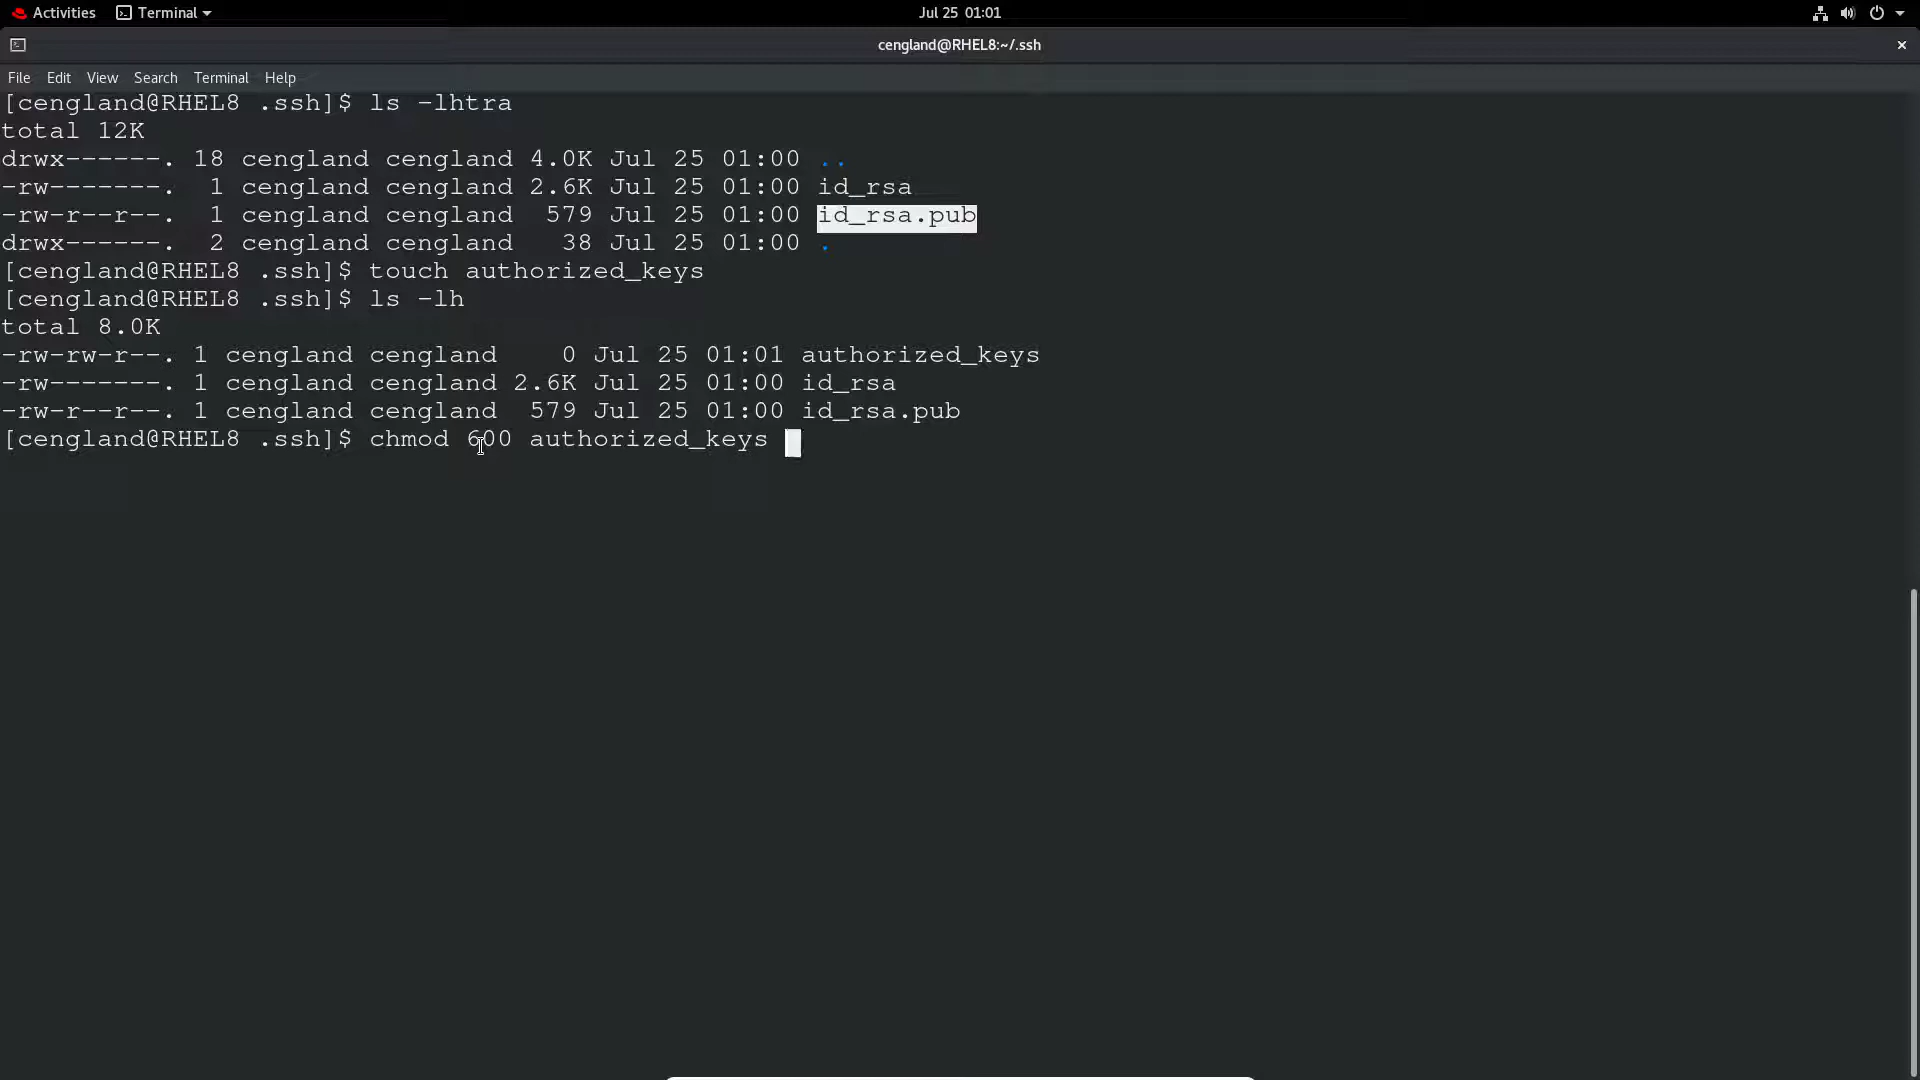 Activities Terminal Jul 25 01:01
cengland@RHEL8:~/.ssh
File Edit View Search Terminal Help
[cengland@RHEL8 .ssh]$ ls -lhtra
total 12K
drwx------. 18 cengland cengland 4.0K Jul 25 01:00 ..
-rw-------.  1 cengland cengland 2.6K Jul 25 01:00 id_rsa
-rw-r--r--.  1 cengland cengland  579 Jul 25 01:00 id_rsa.pub
drwx------.  2 cengland cengland   38 Jul 25 01:00 .
[cengland@RHEL8 .ssh]$ touch authorized_keys
[cengland@RHEL8 .ssh]$ ls -lh
total 8.0K
-rw-rw-r--. 1 cengland cengland    0 Jul 25 01:01 authorized_keys
-rw-------. 1 cengland cengland 2.6K Jul 25 01:00 id_rsa
-rw-r--r--. 1 cengland cengland  579 Jul 25 01:00 id_rsa.pub
[cengland@RHEL8 .ssh]$ chmod 600 authorized_keys